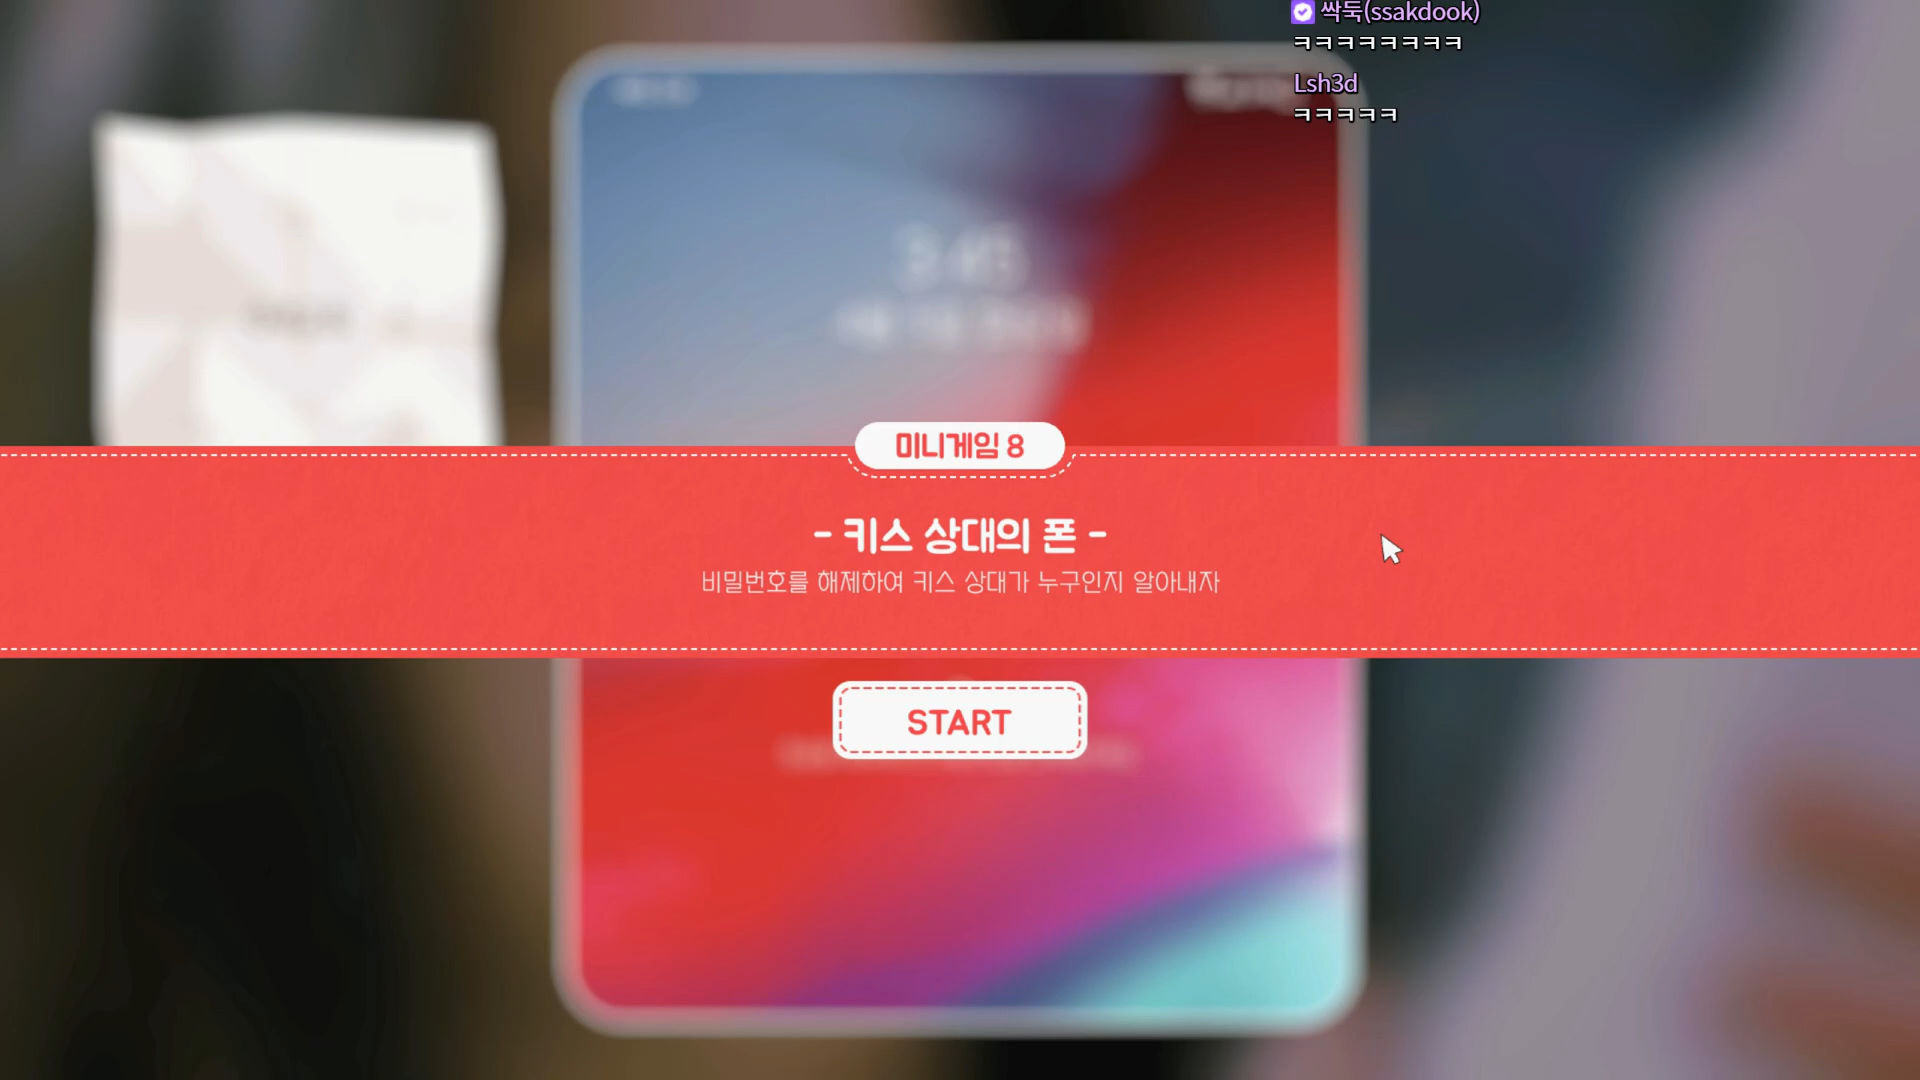 싹둑(ssakdook)
ㅋㅋㅋㅋㅋㅋㅋㅋ
Lsh3d
ㅋㅋㅋㅋㅋ
3:45
미니게임 8
- 키스 상대의 폰 -
비밀번호를 해제하여 키스 상대가 누구인지 알아내자
START